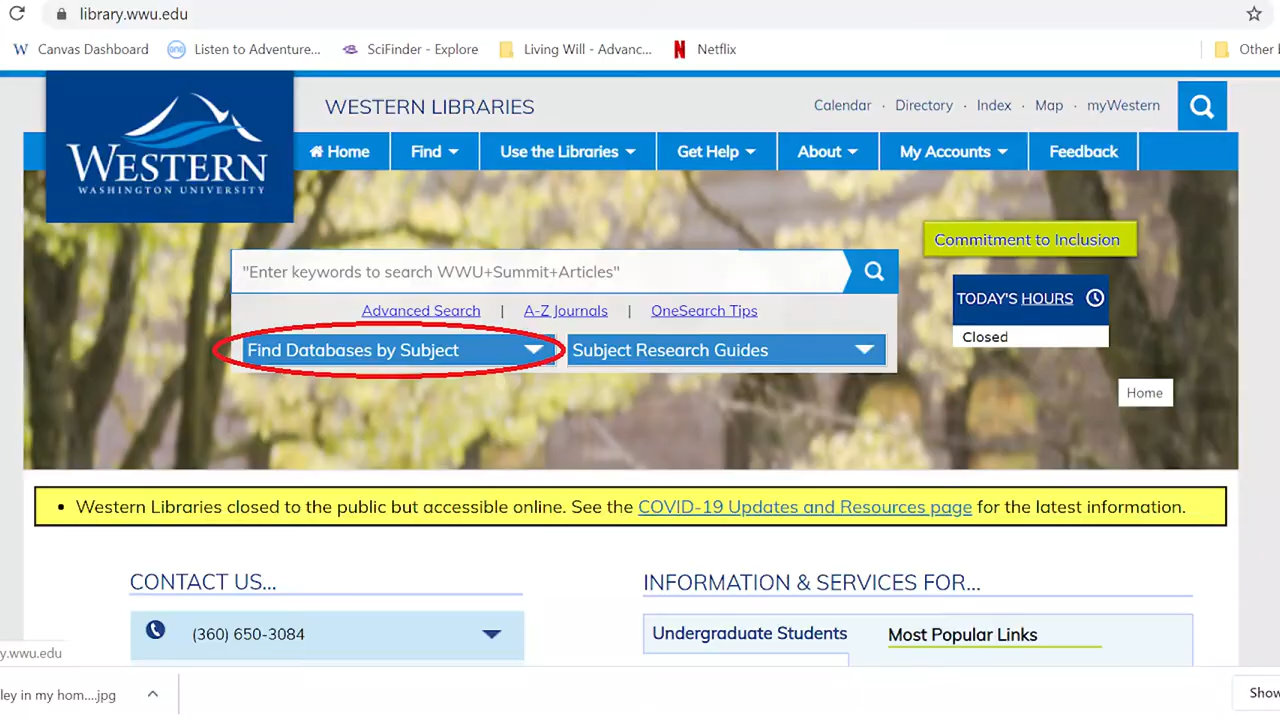 library.wwu.edu
W Canvas Dashboard
one Listen to Adventure...
SciFinder - Explore
Living Will - Advanc...
N Netflix
Other b
WESTERN
WASHINGTON UNIVERSITY
WESTERN LIBRARIES
Calendar · Directory · Index · Map · myWestern
Home Find Use the Libraries Get Help About My Accounts Feedback
Commitment to Inclusion
"Enter keywords to search WWU+Summit+Articles"
TODAY'S HOURS
Closed
Advanced Search | A-Z Journals | OneSearch Tips
Find Databases by Subject
Subject Research Guides
Home
• Western Libraries closed to the public but accessible online. See the COVID-19 Updates and Resources page for the latest information.
CONTACT US...
(360) 650-3084
INFORMATION & SERVICES FOR...
Undergraduate Students
Most Popular Links
y.wwu.edu
ley in my hom....jpg
Show